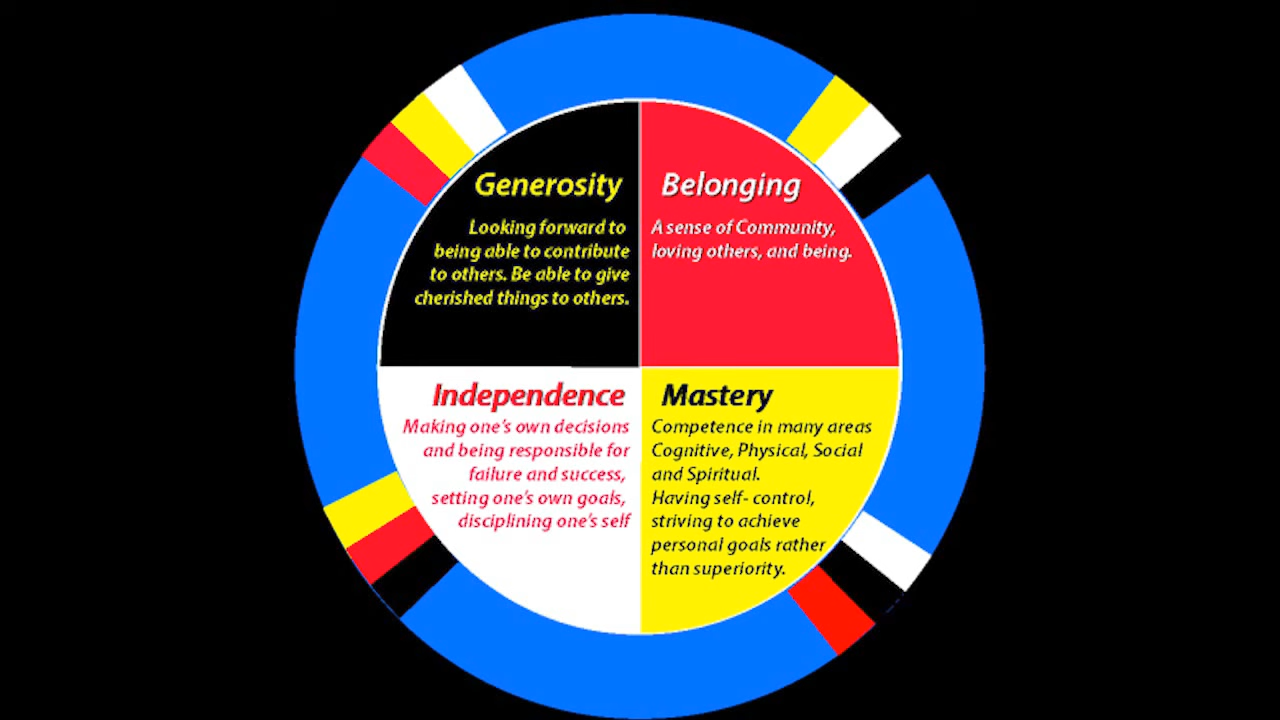 Generosity
Looking forward to
being able to contribute
to others. Be able to give
cherished things to others.
Belonging
A sense of Community,
loving others, and being.
Independence
Making one's own decisions
and being responsible for
failure and success,
setting one's own goals,
disciplining one's self
Mastery
Competence in many areas
Cognitive, Physical, Social
and Spiritual.
Having self- control,
striving to achieve
personal goals rather
than superiority.